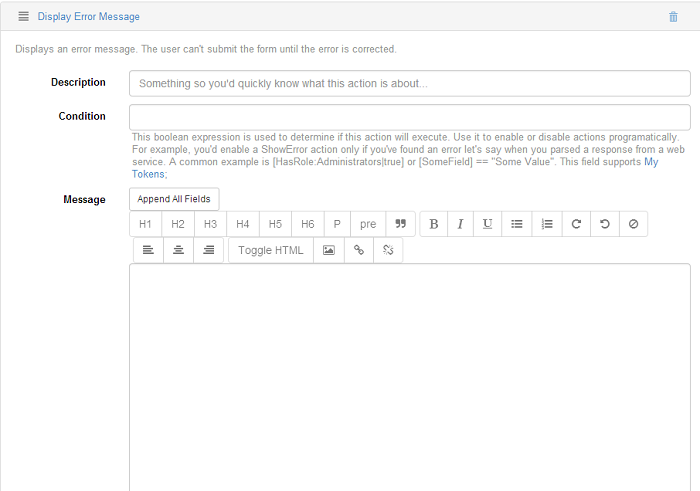 Display Error Message
Displays an error message. The user can't submit the form until the error is corrected.
Description
Something so you'd quickly know what this action is about...
Condition
This boolean expression is used to determine if this action will execute. Use it to enable or disable actions programatically.
For example, you'd enable a ShowError action only if you've found an error let's say when you parsed a response from a web
service. A common example is [HasRole:Administrators|true] or [SomeField] == "Some Value". This field supports My
Tokens;
Message
Append All Fields
H1 H2 H3 H4 H5 H6 P pre B I U
Toggle HTML